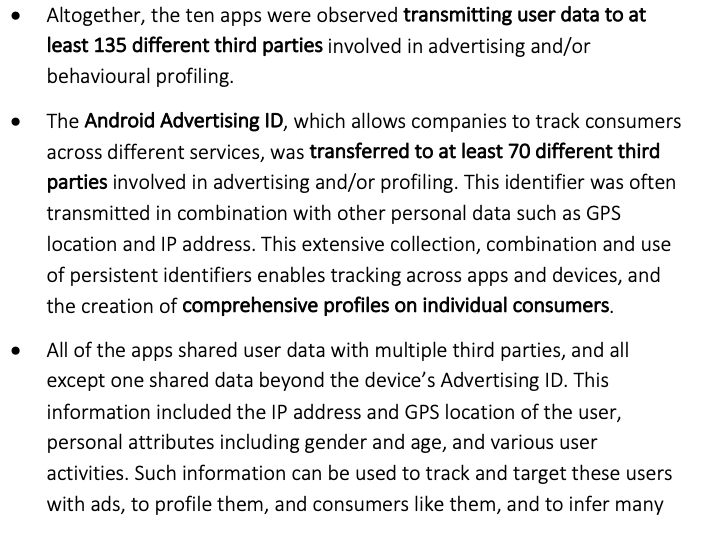 • Altogether, the ten apps were observed transmitting user data to at
least 135 different third parties involved in advertising and/or
behavioural profiling.
• The Android Advertising ID, which allows companies to track consumers
across different services, was transferred to at least 70 different third
parties involved in advertising and/or profiling. This identifier was often
transmitted in combination with other personal data such as GPS
location and IP address. This extensive collection, combination and use
of persistent identifiers enables tracking across apps and devices, and
the creation of comprehensive profiles on individual consumers.
• All of the apps shared user data with multiple third parties, and all
except one shared data beyond the device’s Advertising ID. This
information included the IP address and GPS location of the user,
personal attributes including gender and age, and various user
activities. Such information can be used to track and target these users
with ads, to profile them, and consumers like them, and to infer many